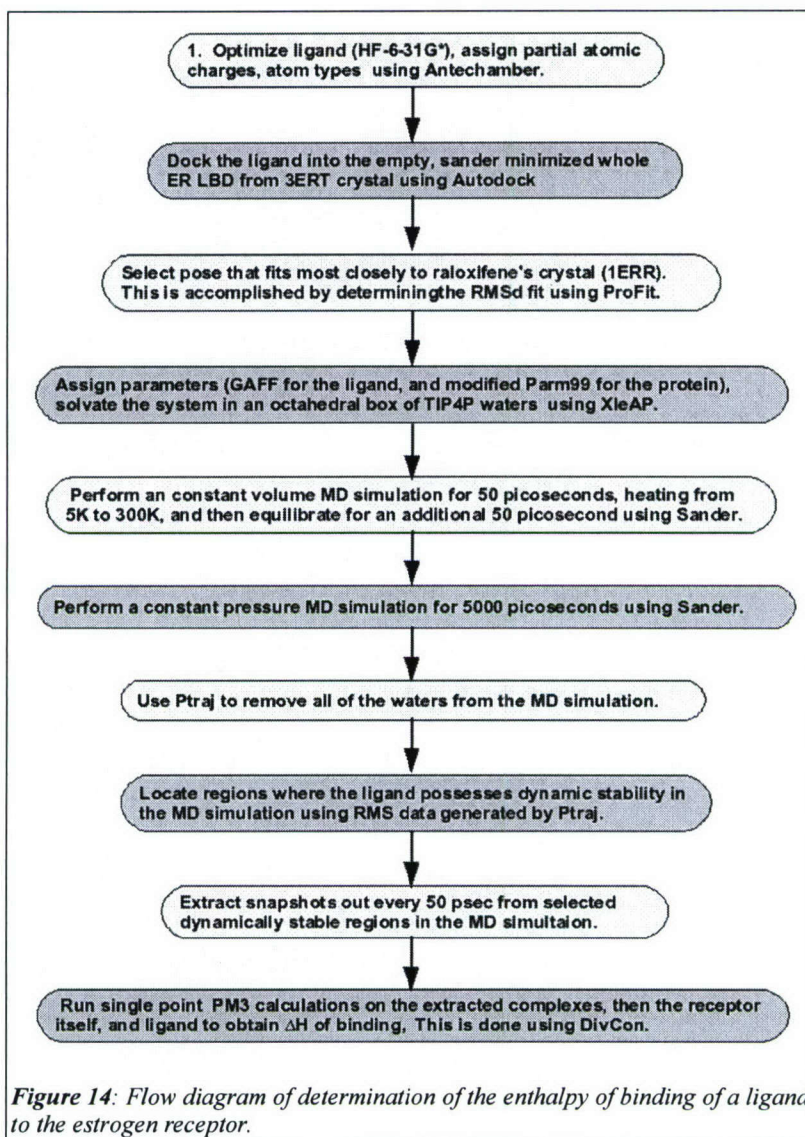 1.  Optimize ligand (HF-6-31G*), assign partial atomic
charges, atom types  using Antechamber.
Dock the ligand into the empty, sander minimized whole
ER LBD from 3ERT crystal using Autodock
Select pose that fits most closely to raloxifene's crystal (1ERR).
This is accomplished by determiningthe RMSd fit using ProFit.
Assign parameters (GAFF for the ligand, and modified Parm99 for the protein),
solvate the system in an octahedral box of TIP4P waters  using XleAP.
Perform an constant volume MD simulation for 50 picoseconds, heating from
5K to 300K, and then equilibrate for an additional 50 picosecond using Sander.
Perform a constant pressure MD simulation for 5000 picoseconds using Sander.
Use Ptraj to remove all of the waters from the MD simulation.
Locate regions where the ligand possesses dynamic stability in
the MD simulation using RMS data generated by Ptraj.
Extract snapshots out every 50 psec from selected
dynamically stable regions in the MD simultaion.
Run single point  PM3 calculations on the extracted complexes, then the receptor
itself, and ligand to obtain ΔH of binding, This is done using DivCon.
Figure 14: Flow diagram of determination of the enthalpy of binding of a ligand
to the estrogen receptor.